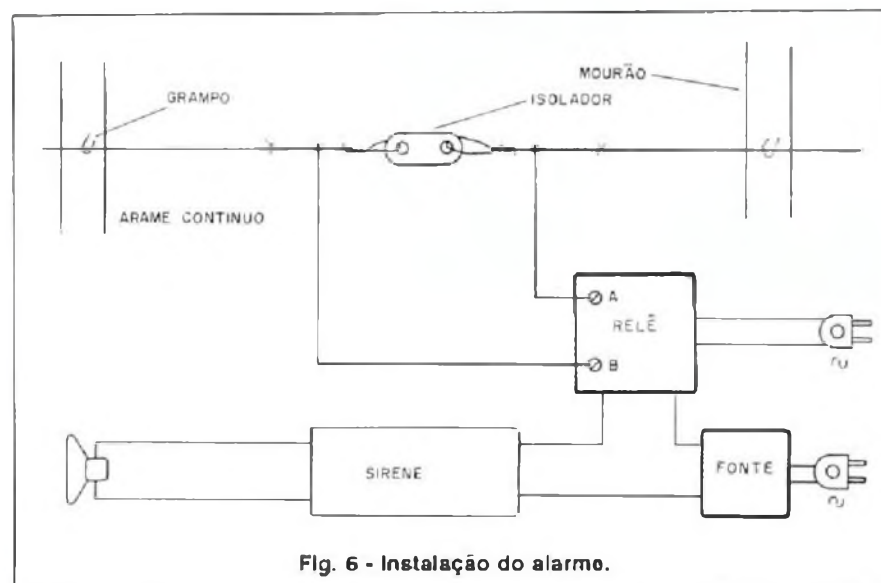 MOURÃO
GRAMPO
ISOLADOR
ARAME CONTINUO
A
RELÊ
B
SIRENE
FONTE
Fig. 6 - Instalação do alarme.